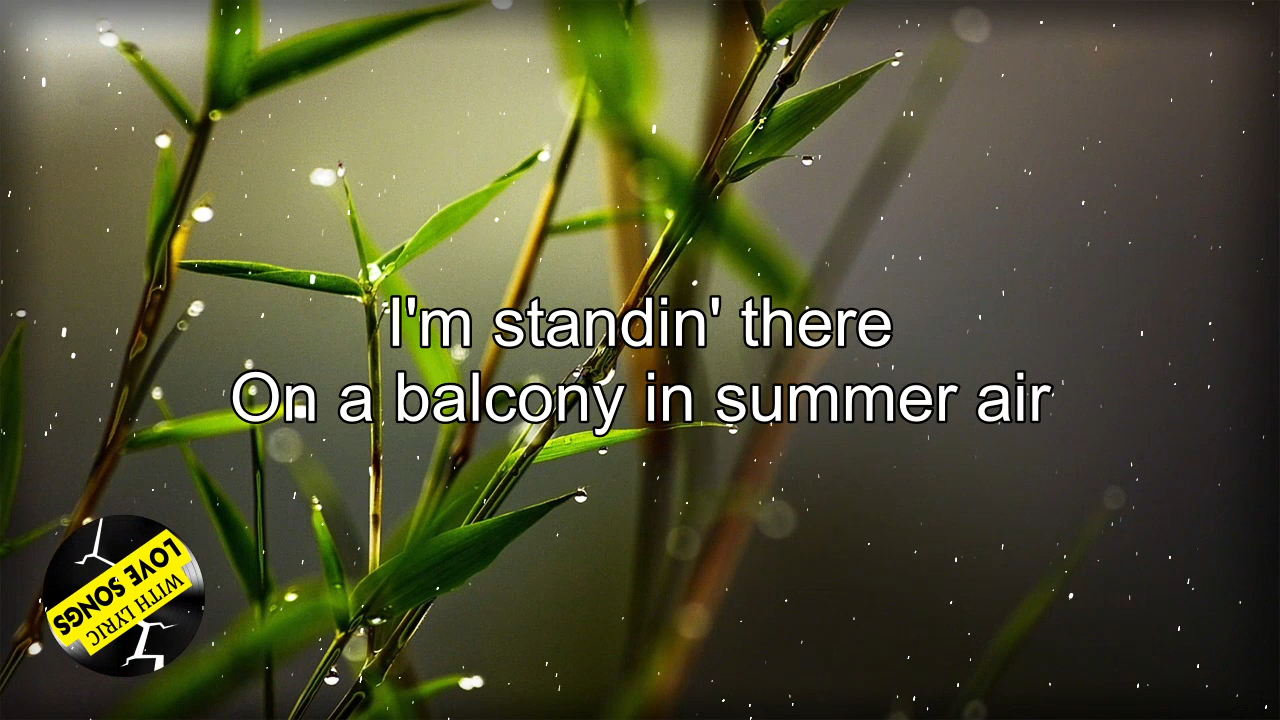 I'm standin' there
On a balcony in summer air
LOVE SONGS
WITH LYRIC